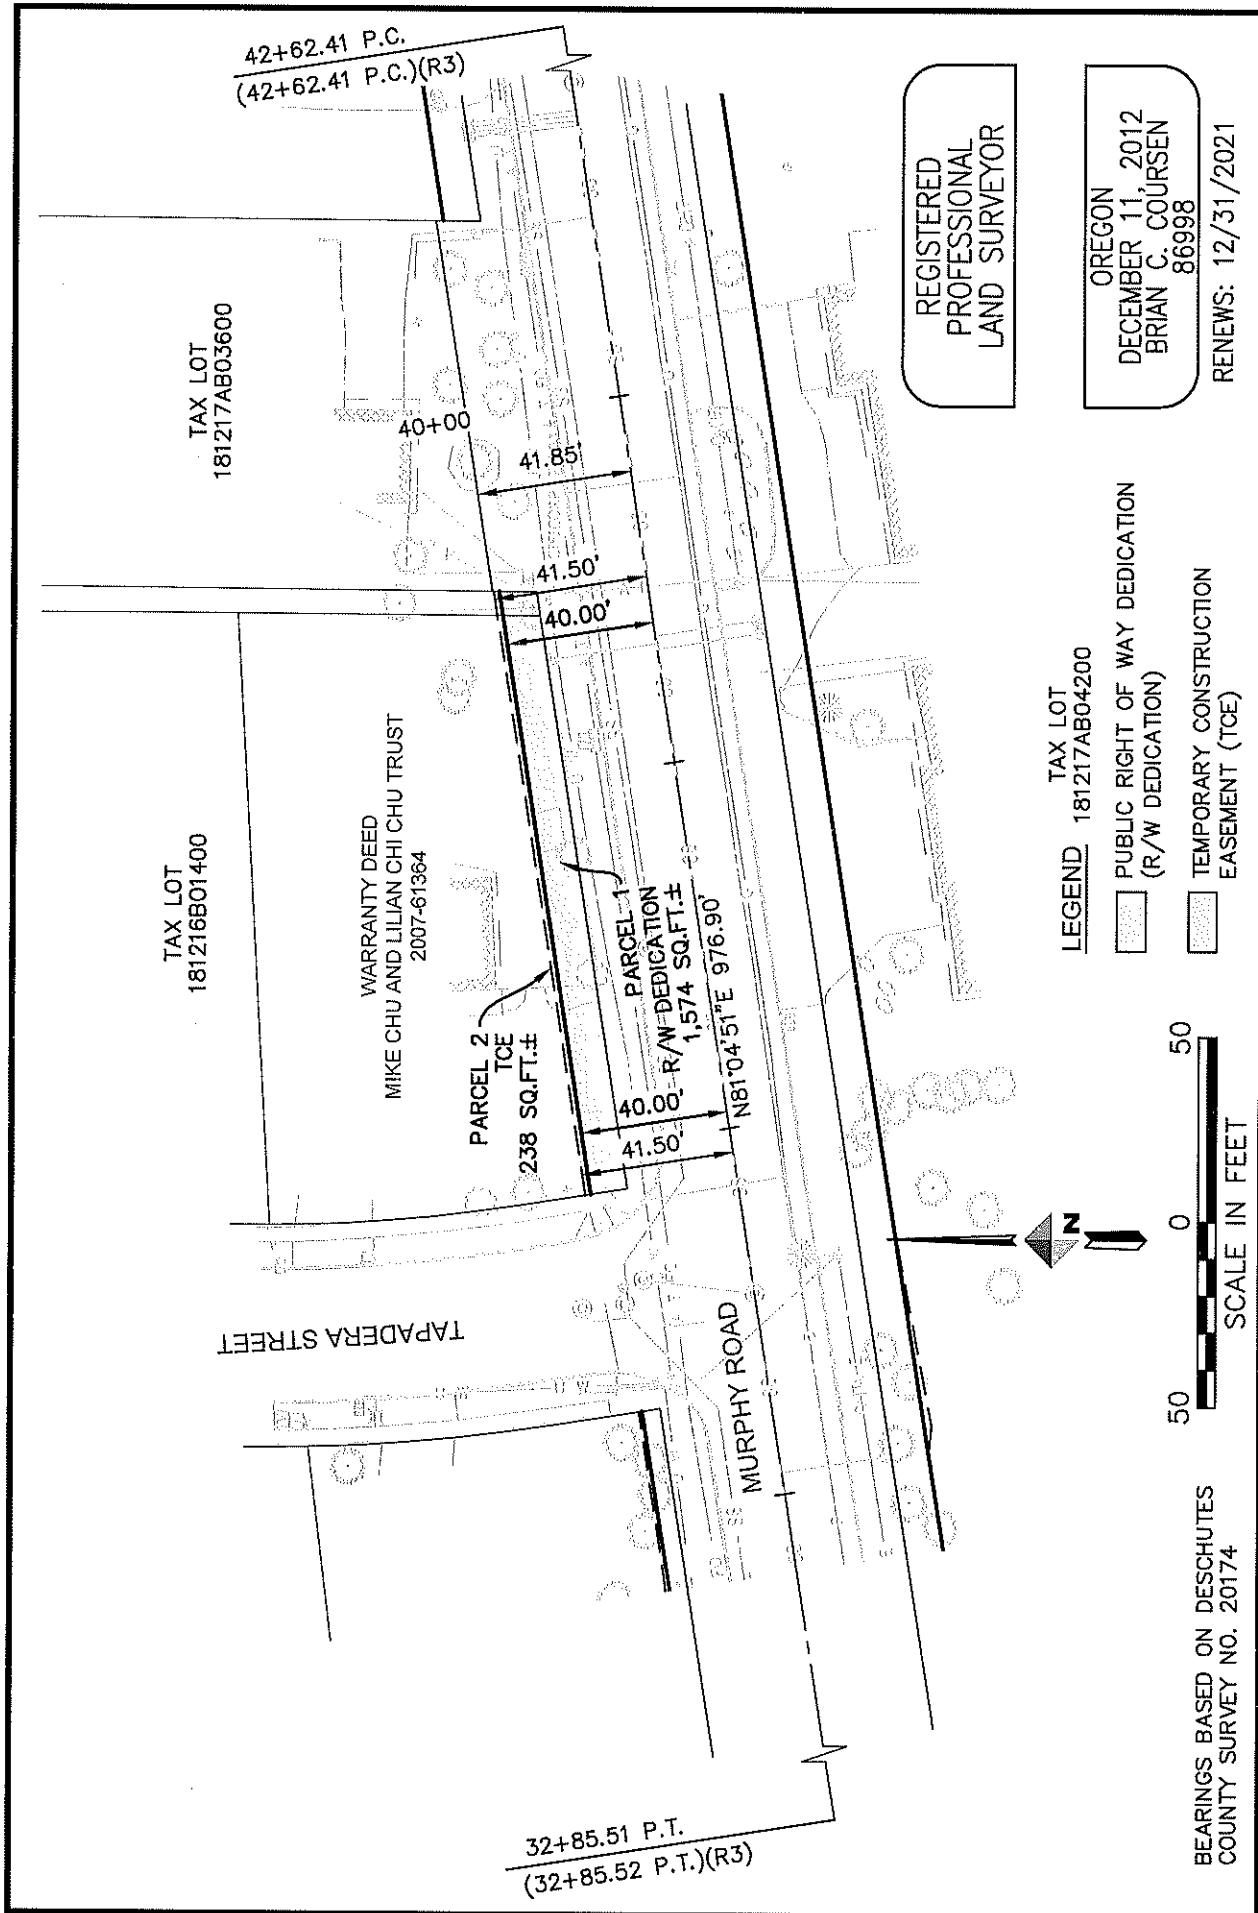 42+62.41 P.C.
(42+62.41 P.C.)(R3)
TAX LOT
181217AB03600
40+00
41.85'
41.50'
40.00'
TAX LOT
181216B01400
WARRANTY DEED
MIKE CHU AND LILIAN CHI CHU TRUST
2007-61364
PARCEL 2
TCE
238 SQ.FT.±
PARCEL 1
R/W DEDICATION
1,574 SQ.FT.±
N81°04'51"E 976.90'
40.00'
41.50'
TAPADERA STREET
MURPHY ROAD
32+85.51 P.T.
(32+85.52 P.T.)(R3)
TAX LOT
181217AB04200
LEGEND
PUBLIC RIGHT OF WAY DEDICATION
(R/W DEDICATION)
TEMPORARY CONSTRUCTION
EASEMENT (TCE)
REGISTERED
PROFESSIONAL
LAND SURVEYOR
OREGON
DECEMBER 11, 2012
BRIAN C. COURSEN
86998
RENEWS: 12/31/2021
N
50 0 50
SCALE IN FEET
BEARINGS BASED ON DESCHUTES
COUNTY SURVEY NO. 20174